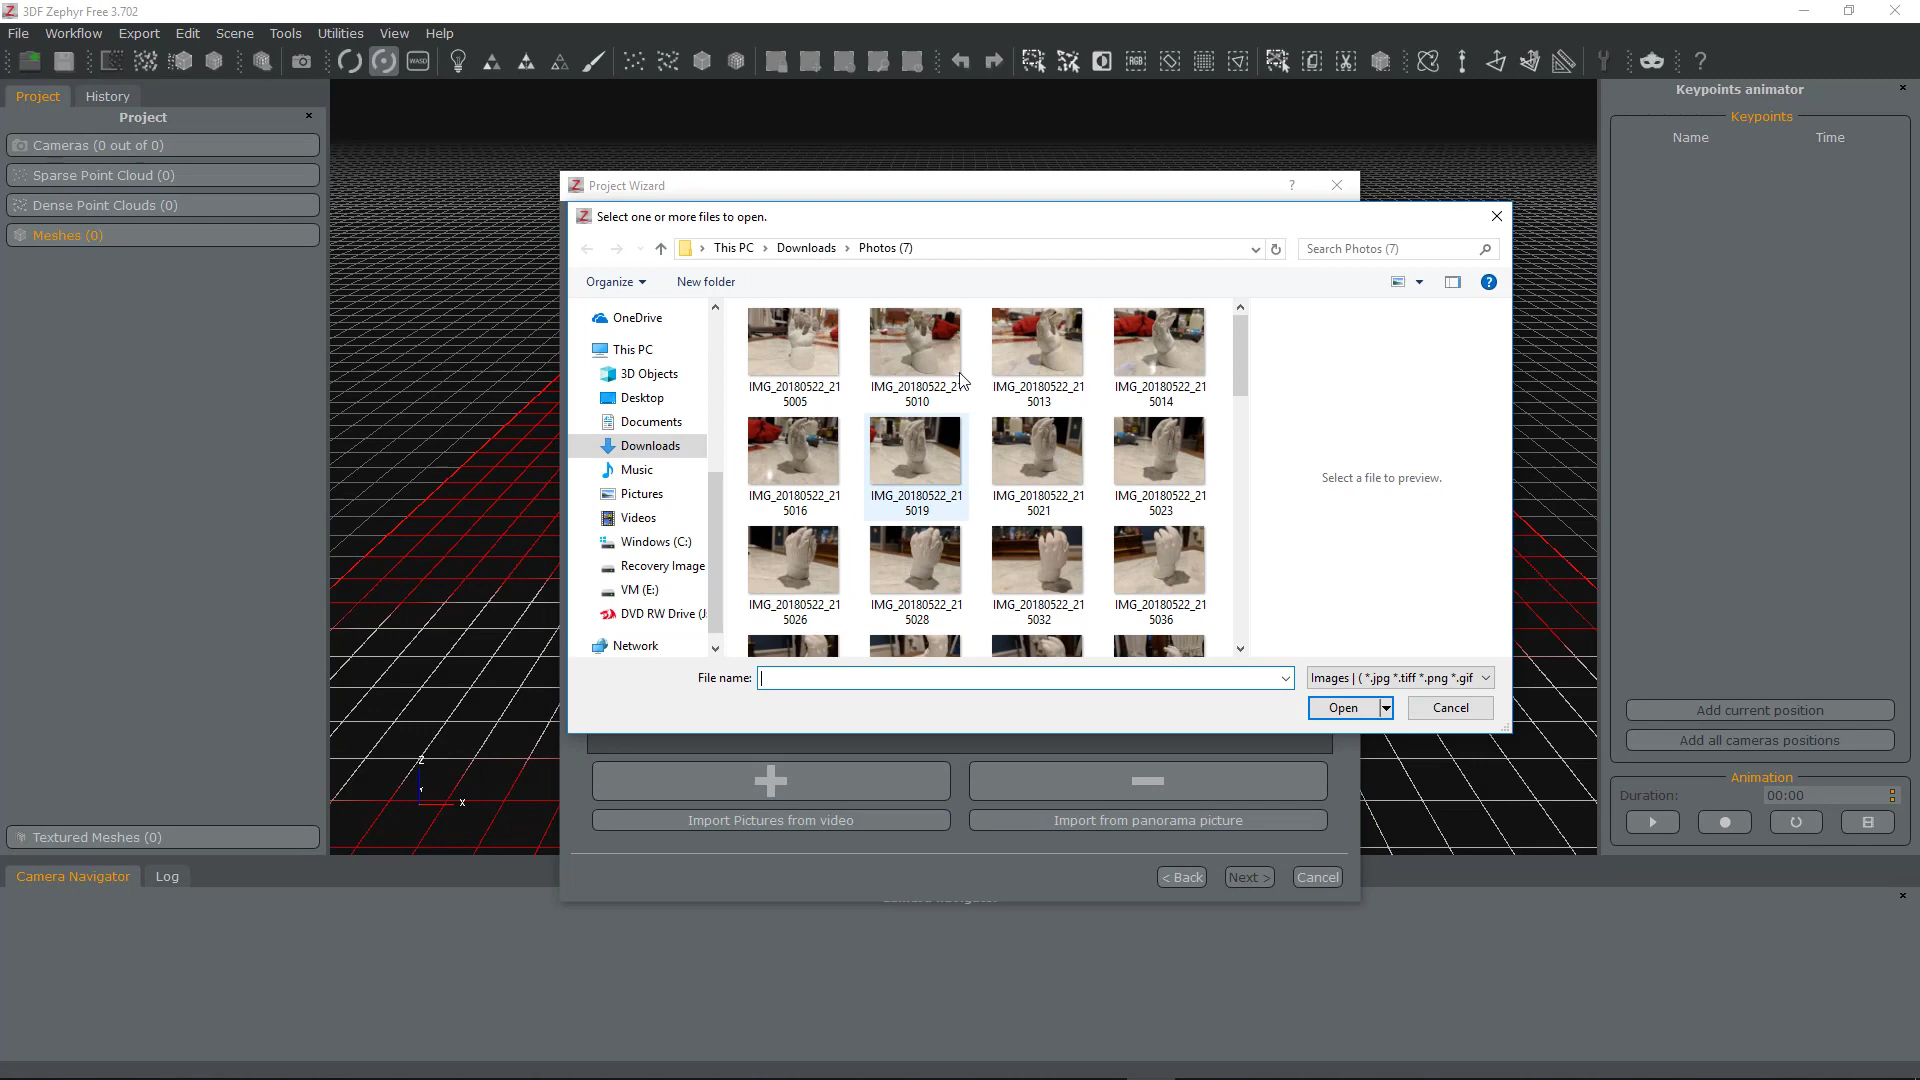 3DF Zephyr Free 3.702
File Workflow Export Edit Scene Tools Utilities View Help
WASD RGB
Project History
Project
Cameras (0 out of 0)
Sparse Point Cloud (0)
Dense Point Clouds (0)
Meshes (0)
Textured Meshes (0)
Z
X
Project Wizard
Select one or more files to open.
This PC > Downloads > Photos (7)
Search Photos (7)
Organize New folder
OneDrive
This PC
3D Objects
Desktop
Documents
Downloads
Music
Pictures
Videos
Windows (C:)
Recovery Image
VM (E:)
DVD RW Drive (J:
Network
IMG_20180522_21
5005
IMG_20180522_21
5010
IMG_20180522_21
5013
IMG_20180522_21
5014
IMG_20180522_21
5016
IMG_20180522_21
5019
IMG_20180522_21
5021
IMG_20180522_21
5023
IMG_20180522_21
5026
IMG_20180522_21
5028
IMG_20180522_21
5032
IMG_20180522_21
5036
Select a file to preview.
File name:
Images | ( *.jpg *.tiff *.png *.gif
Open Cancel
Import Pictures from video
Import from panorama picture
< Back Next > Cancel
Keypoints animator
Keypoints
Name Time
Add current position
Add all cameras positions
Animation
Duration: 00:00
Camera Navigator Log